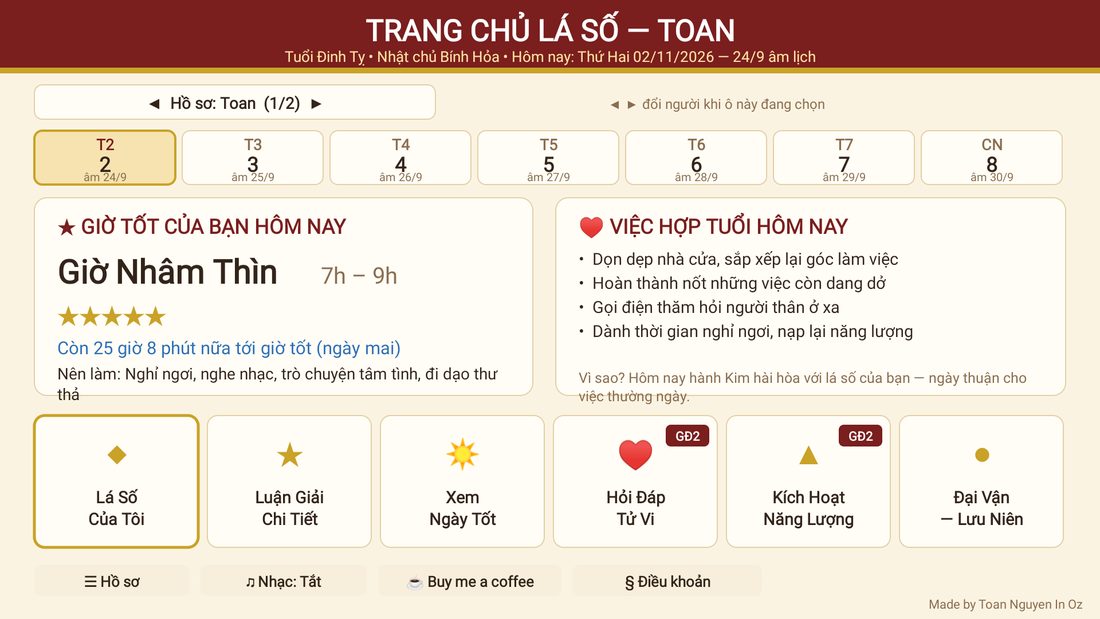 TRANG CHỦ LÁ SỐ — TOAN
Tuổi Đinh Tỵ • Nhật chủ Bính Hỏa • Hôm nay: Thứ Hai 02/11/2026 — 24/9 âm lịch
◄ Hồ sơ: Toan (1/2) ►
◄ ► đổi người khi ô này đang chọn
T2
2
âm 24/9
T3
3
âm 25/9
T4
4
âm 26/9
T5
5
âm 27/9
T6
6
âm 28/9
T7
7
âm 29/9
CN
8
âm 30/9
★ GIỜ TỐT CỦA BẠN HÔM NAY
Giờ Nhâm Thìn 7h – 9h
★★★★★
Còn 25 giờ 8 phút nữa tới giờ tốt (ngày mai)
Nên làm: Nghỉ ngơi, nghe nhạc, trò chuyện tâm tình, đi dạo thư
thả
❤️ VIỆC HỢP TUỔI HÔM NAY
• Dọn dẹp nhà cửa, sắp xếp lại góc làm việc
• Hoàn thành nốt những việc còn dang dở
• Gọi điện thăm hỏi người thân ở xa
• Dành thời gian nghỉ ngơi, nạp lại năng lượng
Vì sao? Hôm nay hành Kim hài hòa với lá số của bạn — ngày thuận cho
việc thường ngày.
Lá Số
Của Tôi
Luận Giải
Chi Tiết
Xem
Ngày Tốt
GĐ2
Hỏi Đáp
Tử Vi
GĐ2
Kích Hoạt
Năng Lượng
Đại Vận
— Lưu Niên
☰ Hồ sơ
♫ Nhạc: Tắt
☕ Buy me a coffee
§ Điều khoản
Made by Toan Nguyen In Oz